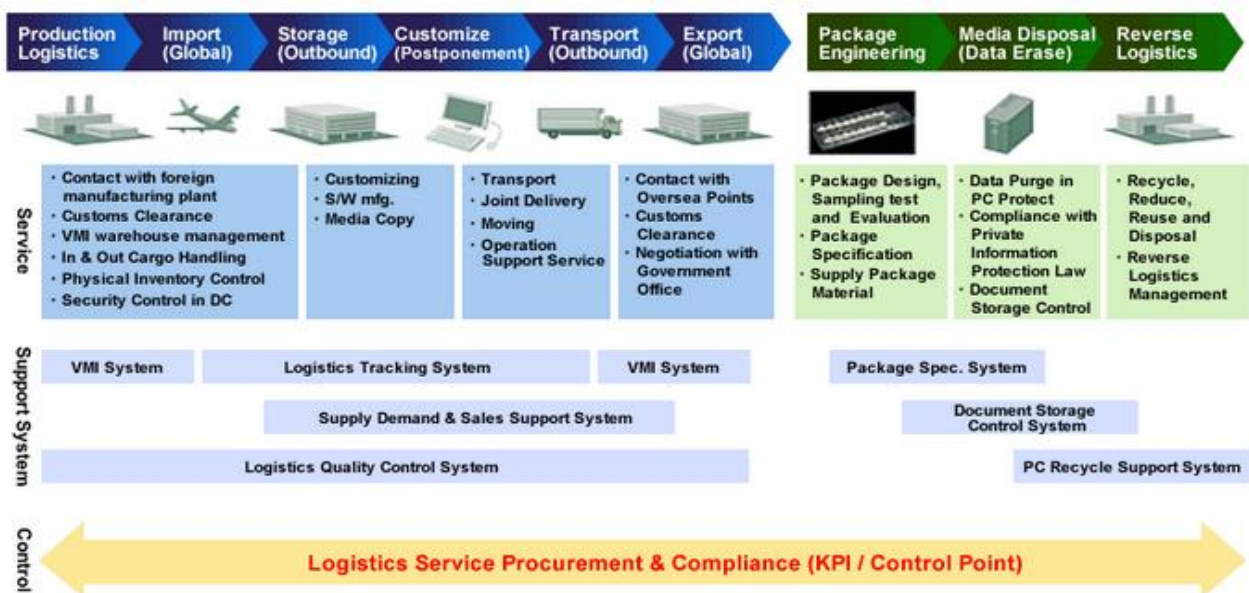 Production Logistics
Import (Global)
Storage (Outbound)
Customize (Postponement)
Transport (Outbound)
Export (Global)
Package Engineering
Media Disposal (Data Erase)
Reverse Logistics
Service
・Contact with foreign
manufacturing plant
・Customs Clearance
・VMI warehouse management
・In & Out Cargo Handling
・Physical Inventory Control
・Security Control in DC
・Customizing
・S/W mfg.
・Media Copy
・Transport
・Joint Delivery
・Moving
・Operation
Support Service
・Contact with
Oversea Points
・Customs
Clearance
・Negotiation with
Government
Office
・Package Design,
Sampling test
and Evaluation
・Package
Specification
・Supply Package
Material
・Data Purge in
PC Protect
・Compliance with
Private
Information
Protection Law
・Document
Storage Control
・Recycle,
Reduce,
Reuse and
Disposal
・Reverse
Logistics
Management
Support System
VMI System
Logistics Tracking System
VMI System
Package Spec. System
Supply Demand & Sales Support System
Document Storage
Control System
Logistics Quality Control System
PC Recycle Support System
Control
Logistics Service Procurement & Compliance (KPI / Control Point)